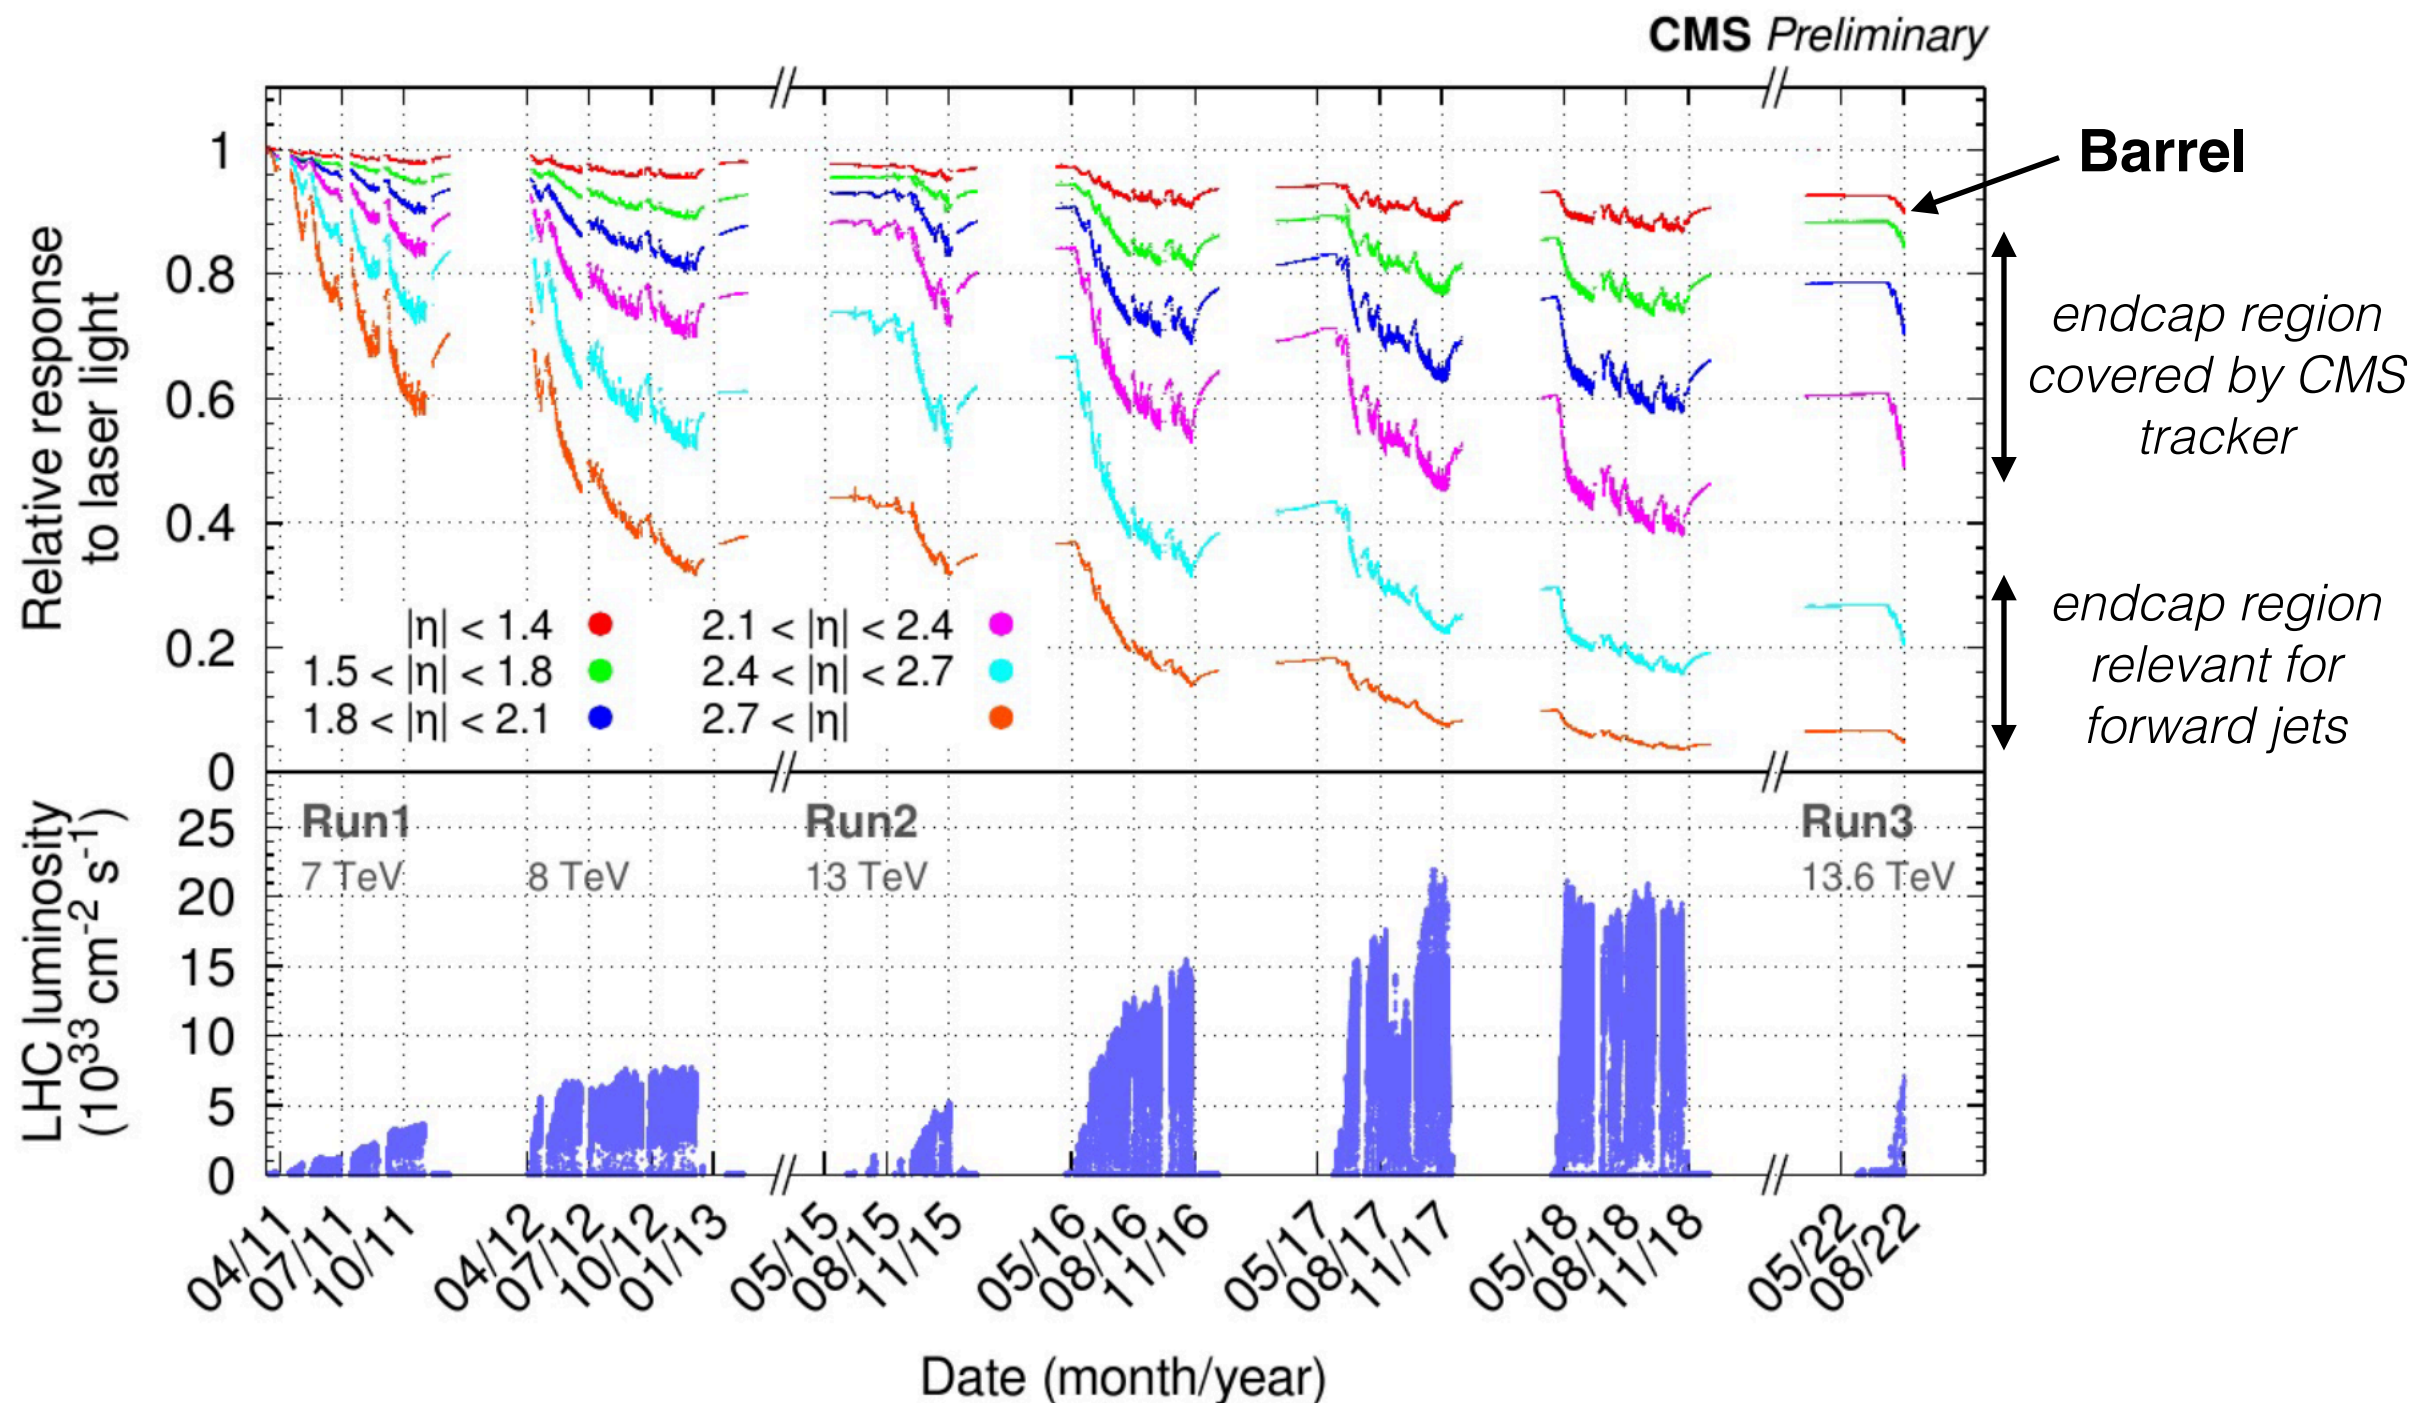 CMS Preliminary
Relative response
to laser light
1
0.8
0.6
0.4
0.2
0
Barrel
endcap region
covered by CMS
tracker
endcap region
relevant for
forward jets
|η| < 1.4
1.5 < |η| < 1.8
1.8 < |η| < 2.1
2.1 < |η| < 2.4
2.4 < |η| < 2.7
2.7 < |η|
LHC luminosity
(10³³ cm⁻² s⁻¹)
25
20
15
10
5
0
Run1
7 TeV
8 TeV
Run2
13 TeV
Run3
13.6 TeV
04/11
07/11
10/11
04/12
07/12
10/12
01/13
05/15
08/15
11/15
05/16
08/16
11/16
05/17
08/17
11/17
05/18
08/18
11/18
05/22
08/22
Date (month/year)